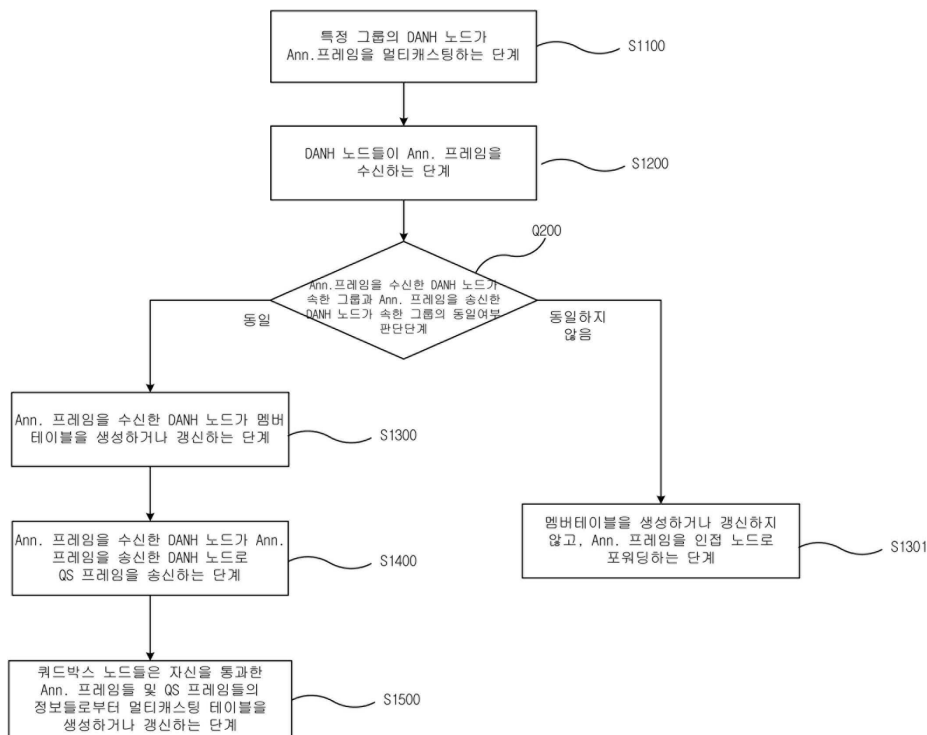 특정 그룹의 DANH 노드가
Ann.프레임을 멀티캐스팅하는 단계
S1100
DANH 노드들이 Ann. 프레임을
수신하는 단계
S1200
Q200
Ann.프레임을 수신한 DANH 노드가
속한 그룹과 Ann. 프레임을 송신한
DANH 노드가 속한 그룹의 동일여부
판단단계
동일
동일하지
않음
Ann. 프레임을 수신한 DANH 노드가 멤버
테이블을 생성하거나 갱신하는 단계
S1300
Ann. 프레임을 수신한 DANH 노드가 Ann.
프레임을 송신한 DANH 노드로
QS 프레임을 송신하는 단계
S1400
멤버테이블을 생성하거나 갱신하지
않고, Ann. 프레임을 인접 노드로
포워딩하는 단계
S1301
쿼드박스 노드들은 자신을 통과한
Ann. 프레임들 및 QS 프레임들의
정보들로부터 멀티캐스팅 테이블을
생성하거나 갱신하는 단계
S1500